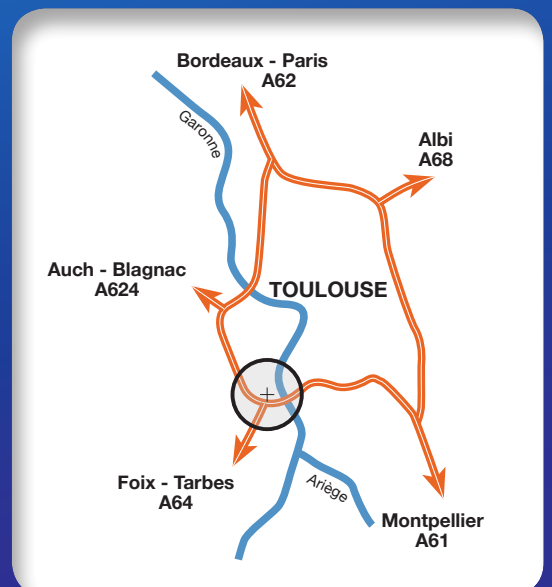 Bordeaux - Paris
A62
Garonne
Albi
A68
Auch - Blagnac
A624
TOULOUSE
Foix - Tarbes
A64
Ariège
Montpellier
A61